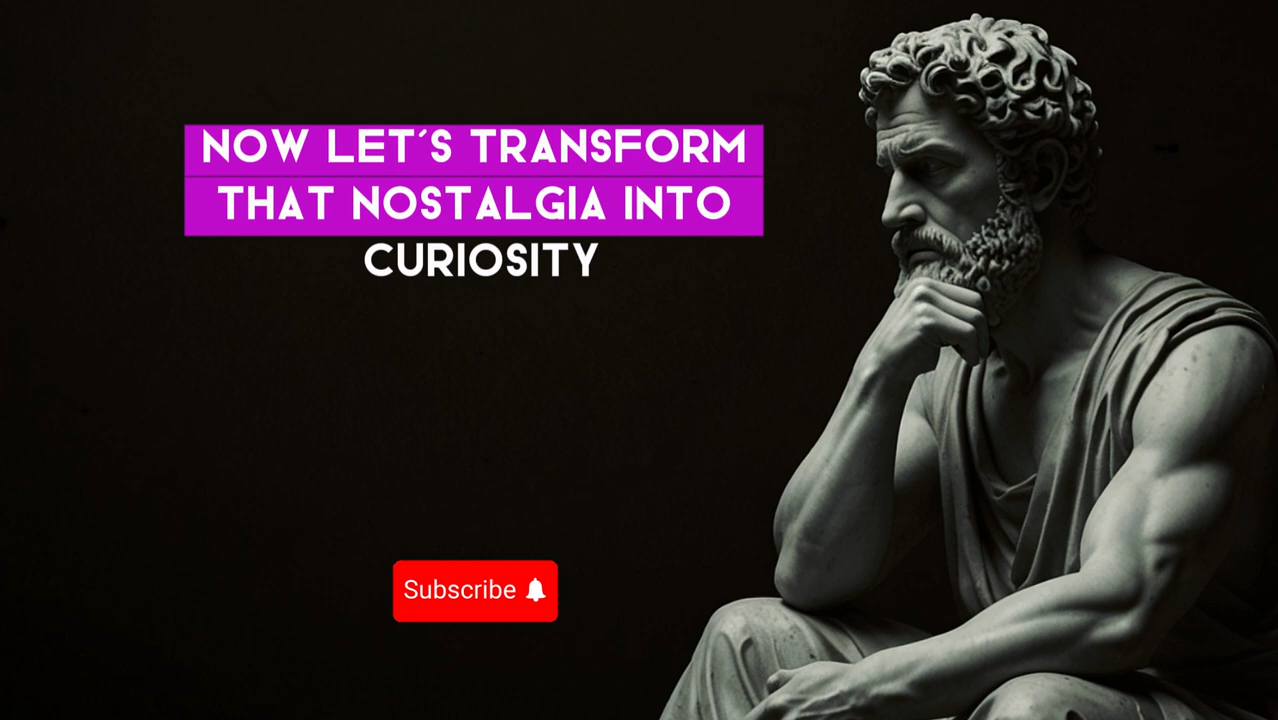 NOW LET'S TRANSFORM
THAT NOSTALGIA INTO
CURIOSITY
Subscribe